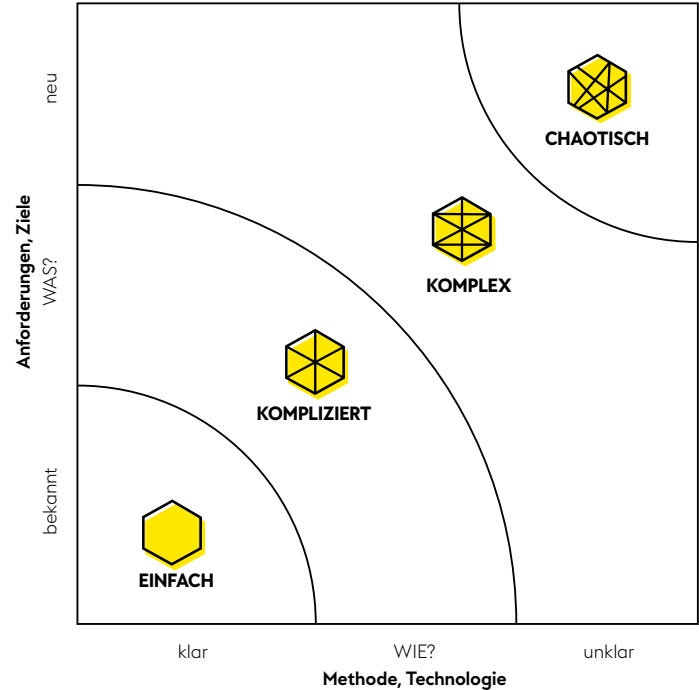 neu
CHAOTISCH
Anforderungen, Ziele
WAS?
KOMPLEX
KOMPLIZIERT
bekannt
EINFACH
klar
WIE?
unklar
Methode, Technologie